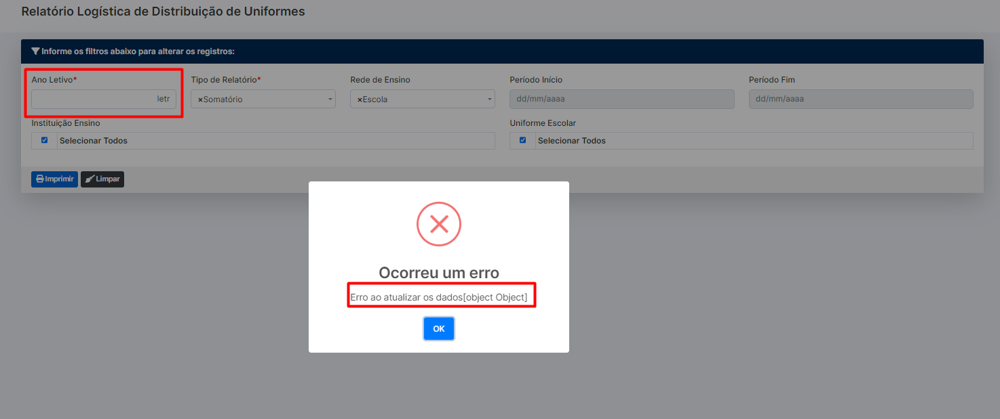 Relatório Logística de Distribuição de Uniformes
Informe os filtros abaixo para alterar os registros:
Ano Letivo* Tipo de Relatório* Rede de Ensino Período Início Período Fim
letr ×Somatório ×Escola dd/mm/aaaa dd/mm/aaaa
Instituição Ensino Uniforme Escolar
Selecionar Todos Selecionar Todos
Imprimir Limpar
Ocorreu um erro
Erro ao atualizar os dados[object Object]
OK